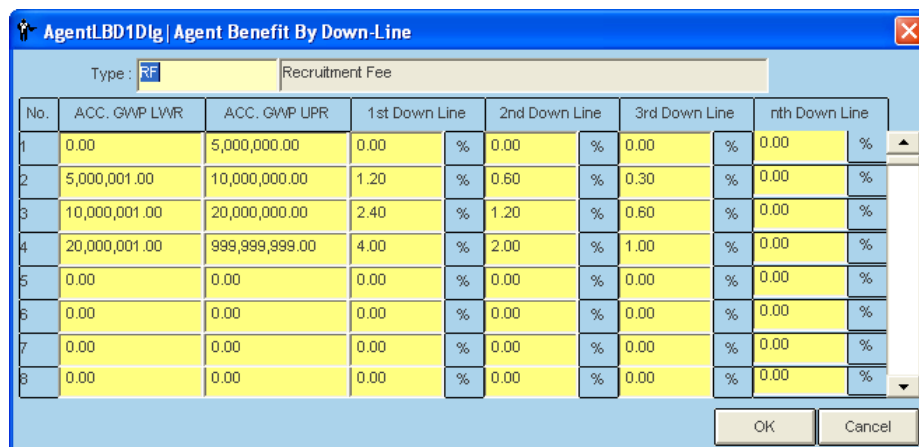 AgentLBD1Dlg | Agent Benefit By Down-Line
Type : RF Recruitment Fee
No. ACC. GWP LWR ACC. GWP UPR 1st Down Line 2nd Down Line 3rd Down Line nth Down Line
1 0.00 5,000,000.00 0.00 % 0.00 % 0.00 % 0.00 %
2 5,000,001.00 10,000,000.00 1.20 % 0.60 % 0.30 % 0.00 %
3 10,000,001.00 20,000,000.00 2.40 % 1.20 % 0.60 % 0.00 %
4 20,000,001.00 999,999,999.00 4.00 % 2.00 % 1.00 % 0.00 %
5 0.00 0.00 0.00 % 0.00 % 0.00 % 0.00 %
6 0.00 0.00 0.00 % 0.00 % 0.00 % 0.00 %
7 0.00 0.00 0.00 % 0.00 % 0.00 % 0.00 %
8 0.00 0.00 0.00 % 0.00 % 0.00 % 0.00 %
OK Cancel